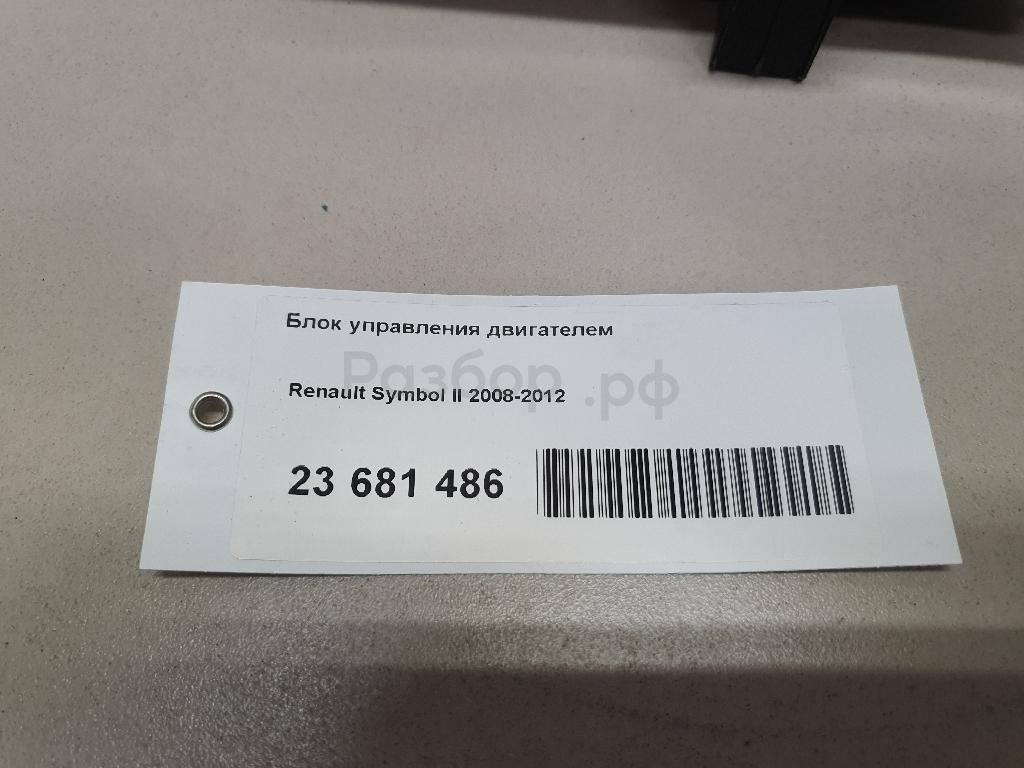 Блок управления двигателем
Разбор.рф
Renault Symbol II 2008-2012
23 681 486